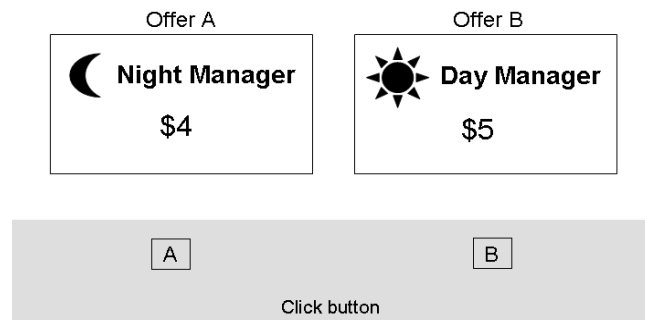 Offer A
Offer B
Night Manager
$4
Day Manager
$5
A
B
Click button